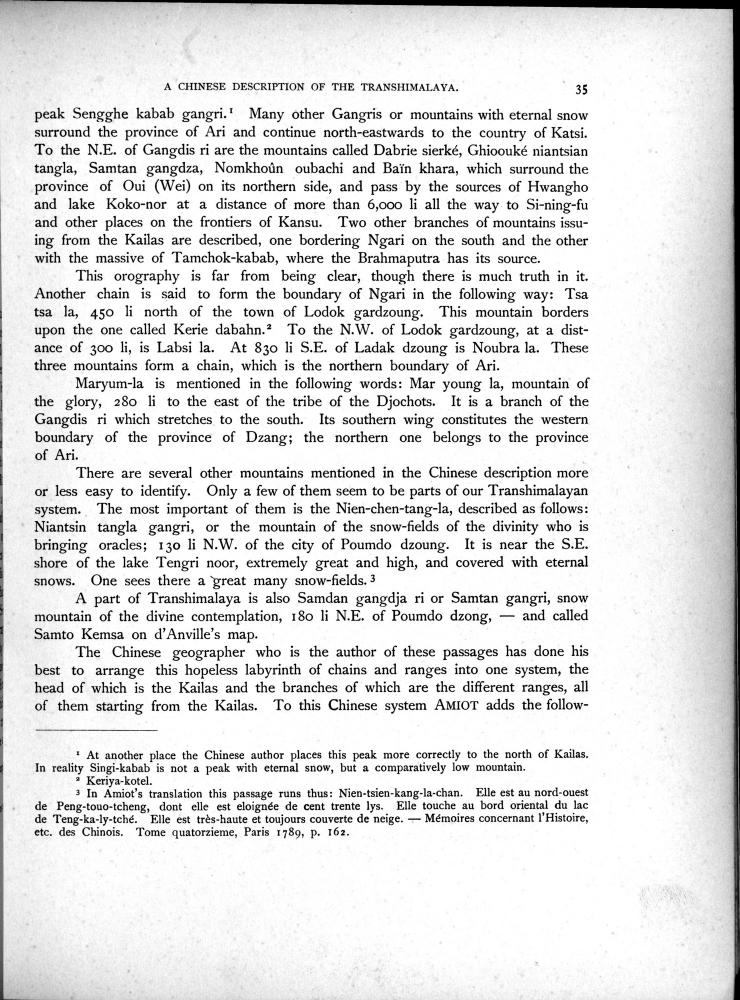 A CHINESE DESCRIPTION OF THE TRANSHIMALAYA. 35
peak Sengghe kabab gangri.¹ Many other Gangris or mountains with eternal snow
surround the province of Ari and continue north-eastwards to the country of Katsi.
To the N.E. of Gangdis ri are the mountains called Dabrie sierké, Ghioouké niantsian
tangla, Samtan gangdza, Nomkhoûn oubachi and Baïn khara, which surround the
province of Oui (Wei) on its northern side, and pass by the sources of Hwangho
and lake Koko-nor at a distance of more than 6,000 li all the way to Si-ning-fu
and other places on the frontiers of Kansu. Two other branches of mountains issu-
ing from the Kailas are described, one bordering Ngari on the south and the other
with the massive of Tamchok-kabab, where the Brahmaputra has its source.
This orography is far from being clear, though there is much truth in it.
Another chain is said to form the boundary of Ngari in the following way: Tsa
tsa la, 450 li north of the town of Lodok gardzoung. This mountain borders
upon the one called Kerie dabahn.² To the N.W. of Lodok gardzoung, at a dist-
ance of 300 li, is Labsi la. At 830 li S.E. of Ladak dzoung is Noubra la. These
three mountains form a chain, which is the northern boundary of Ari.
Maryum-la is mentioned in the following words: Mar young la, mountain of
the glory, 280 li to the east of the tribe of the Djochots. It is a branch of the
Gangdis ri which stretches to the south. Its southern wing constitutes the western
boundary of the province of Dzang; the northern one belongs to the province
of Ari.
There are several other mountains mentioned in the Chinese description more
or less easy to identify. Only a few of them seem to be parts of our Transhimalayan
system. The most important of them is the Nien-chen-tang-la, described as follows:
Niantsin tangla gangri, or the mountain of the snow-fields of the divinity who is
bringing oracles; 130 li N.W. of the city of Poumdo dzoung. It is near the S.E.
shore of the lake Tengri noor, extremely great and high, and covered with eternal
snows. One sees there a great many snow-fields.³
A part of Transhimalaya is also Samdan gangdja ri or Samtan gangri, snow
mountain of the divine contemplation, 180 li N.E. of Poumdo dzong, — and called
Samto Kemsa on d'Anville's map.
The Chinese geographer who is the author of these passages has done his
best to arrange this hopeless labyrinth of chains and ranges into one system, the
head of which is the Kailas and the branches of which are the different ranges, all
of them starting from the Kailas. To this Chinese system AMIOT adds the follow-
¹ At another place the Chinese author places this peak more correctly to the north of Kailas.
In reality Singi-kabab is not a peak with eternal snow, but a comparatively low mountain.
² Keriya-kotel.
³ In Amiot's translation this passage runs thus: Nien-tsien-kang-la-chan. Elle est au nord-ouest
de Peng-touo-tcheng, dont elle est eloignée de cent trente lys. Elle touche au bord oriental du lac
de Teng-ka-ly-tché. Elle est très-haute et toujours couverte de neige. — Mémoires concernant l'Histoire,
etc. des Chinois. Tome quatorzieme, Paris 1789, p. 162.